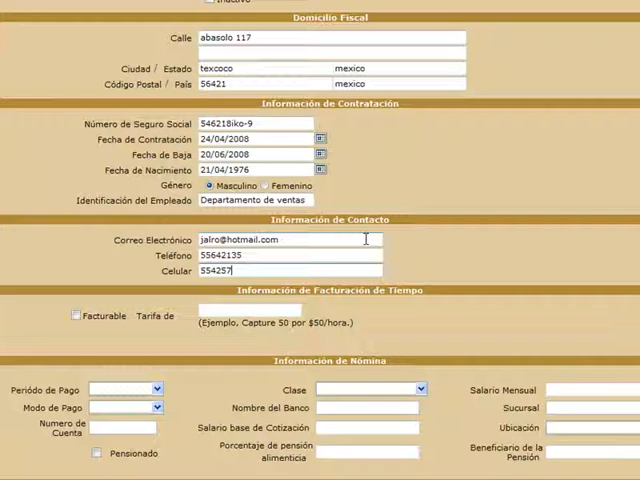 Inactivo
Domicilio Fiscal
Calle abasolo 117
Ciudad / Estado texcoco mexico
Código Postal / País 56421 mexico
Información de Contratación
Número de Seguro Social 546218iko-9
Fecha de Contratación 24/04/2008
Fecha de Baja 20/06/2008
Fecha de Nacimiento 21/04/1976
Género Masculino Femenino
Identificación del Empleado Departamento de ventas
Información de Contacto
Correo Electrónico jairo@hotmail.com
Teléfono 55642135
Celular 554257
Información de Facturación de Tiempo
Facturable Tarifa de
(Ejemplo, Capture 50 por $50/hora.)
Información de Nómina
Periódo de Pago Clase Salario Mensual
Modo de Pago Nombre del Banco Sucursal
Numero de Cuenta Salario base de Cotización Ubicación
Pensionado Porcentaje de pensión alimenticia Beneficiario de la Pensión